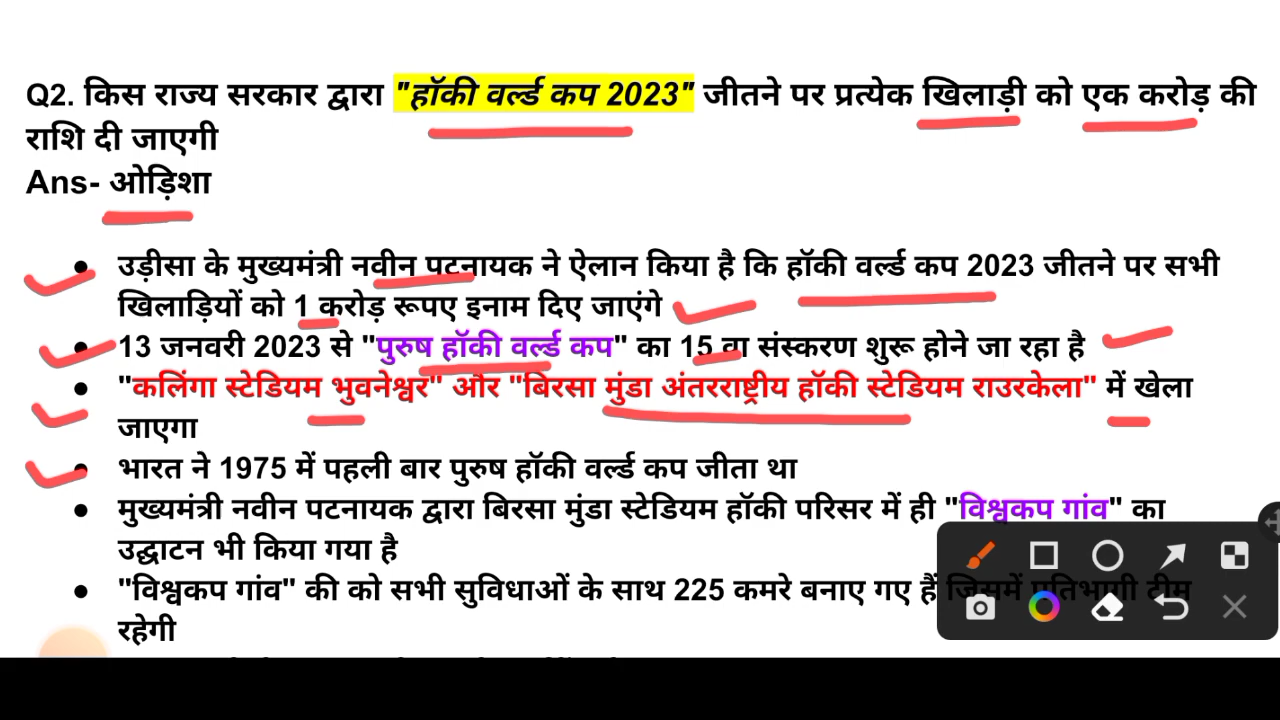 Q2. किस राज्य सरकार द्वारा "हॉकी वर्ल्ड कप 2023" जीतने पर प्रत्येक खिलाड़ी को एक करोड़ की
राशि दी जाएगी
Ans- ओड़िशा
● उड़ीसा के मुख्यमंत्री नवीन पटनायक ने ऐलान किया है कि हॉकी वर्ल्ड कप 2023 जीतने पर सभी
खिलाड़ियों को 1 करोड़ रूपए इनाम दिए जाएंगे
● 13 जनवरी 2023 से "पुरुष हॉकी वर्ल्ड कप" का 15 वा संस्करण शुरू होने जा रहा है
● "कलिंगा स्टेडियम भुवनेश्वर" और "बिरसा मुंडा अंतरराष्ट्रीय हॉकी स्टेडियम राउरकेला" में खेला
जाएगा
● भारत ने 1975 में पहली बार पुरुष हॉकी वर्ल्ड कप जीता था
● मुख्यमंत्री नवीन पटनायक द्वारा बिरसा मुंडा स्टेडियम हॉकी परिसर में ही "विश्वकप गांव" का
उद्घाटन भी किया गया है
● "विश्वकप गांव" की को सभी सुविधाओं के साथ 225 कमरे बनाए गए हैं जिसमें प्रतिभागी टीम
रहेगी